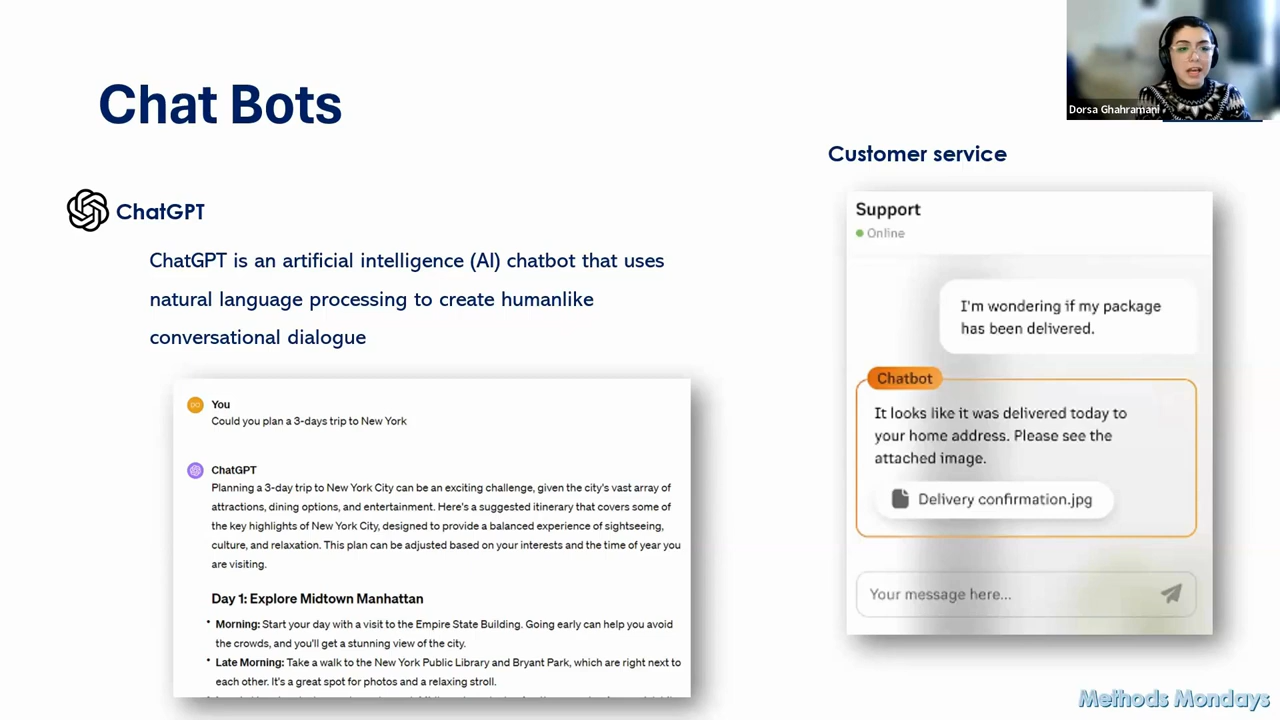 Chat Bots
Dorsa Ghahramani
ChatGPT
ChatGPT is an artificial intelligence (AI) chatbot that uses
natural language processing to create humanlike
conversational dialogue
You
Could you plan a 3-days trip to New York
ChatGPT
Planning a 3-day trip to New York City can be an exciting challenge, given the city's vast array of
attractions, dining options, and entertainment. Here's a suggested itinerary that covers some of
the key highlights of New York City, designed to provide a balanced experience of sightseeing,
culture, and relaxation. This plan can be adjusted based on your interests and the time of year you
are visiting.
Day 1: Explore Midtown Manhattan
• Morning: Start your day with a visit to the Empire State Building. Going early can help you avoid
the crowds, and you'll get a stunning view of the city.
• Late Morning: Take a walk to the New York Public Library and Bryant Park, which are right next to
each other. It's a great spot for photos and a relaxing stroll.
Customer service
Support
Online
I'm wondering if my package
has been delivered.
Chatbot
It looks like it was delivered today to
your home address. Please see the
attached image.
Delivery confirmation.jpg
Your message here...
Methods Mondays